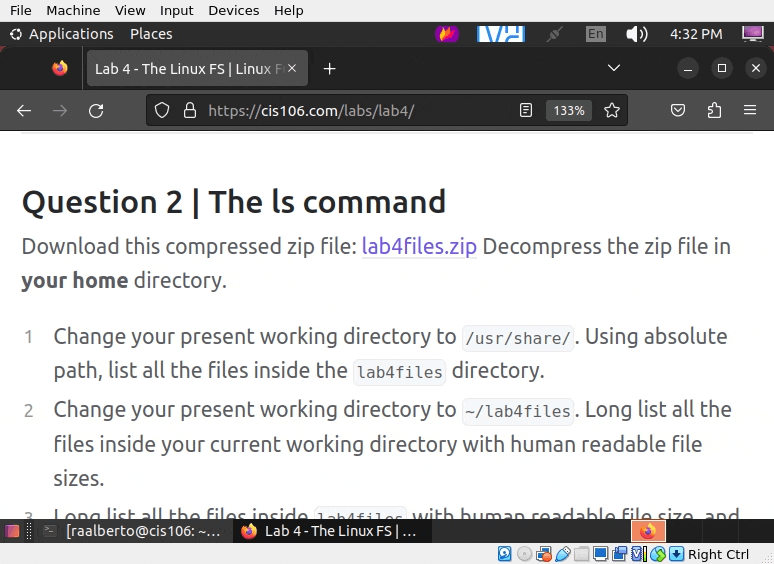 File Machine View Input Devices Help
Applications Places En 4:32 PM
Lab 4 - The Linux FS | Linux F
https://cis106.com/labs/lab4/ 133%
Question 2 | The ls command
Download this compressed zip file: lab4files.zip Decompress the zip file in
your home directory.
1 Change your present working directory to /usr/share/. Using absolute
path, list all the files inside the lab4files directory.
2 Change your present working directory to ~/lab4files. Long list all the
files inside your current working directory with human readable file
sizes.
3 Long list all the files inside lab4files with human readable file size, and
[raalberto@cis106: ~... Lab 4 - The Linux FS | ...
Right Ctrl